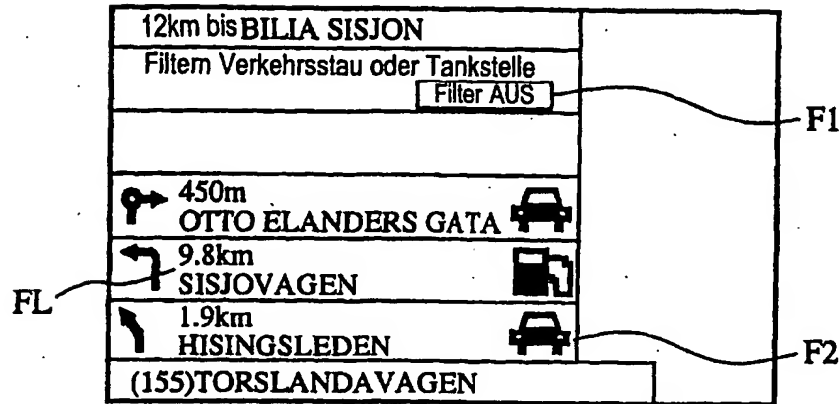 12km bis BILIA SISJON
Filtern Verkehrsstau oder Tankstelle
Filter AUS
F1
450m
OTTO ELANDERS GATA
9.8km
SISJOVAGEN
FL
1.9km
HISINGSLEDEN
F2
(155)TORSLANDAVAGEN